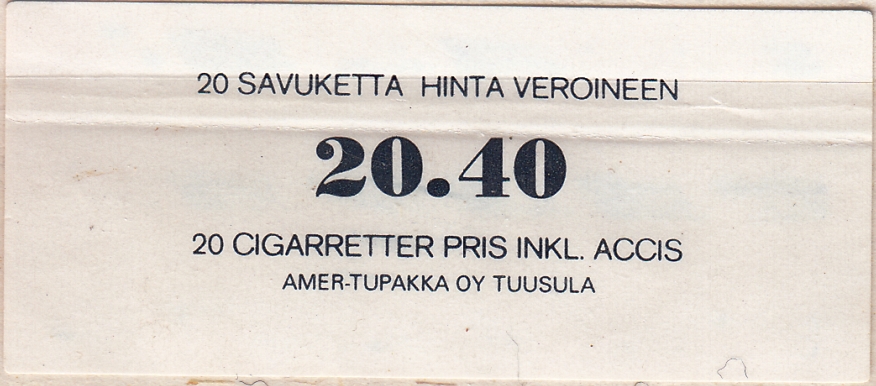 20 SAVUKETTA HINTA VEROINEEN
20.40
20 CIGARRETTER PRIS INKL. ACCIS
AMER-TUPAKKA OY TUUSULA